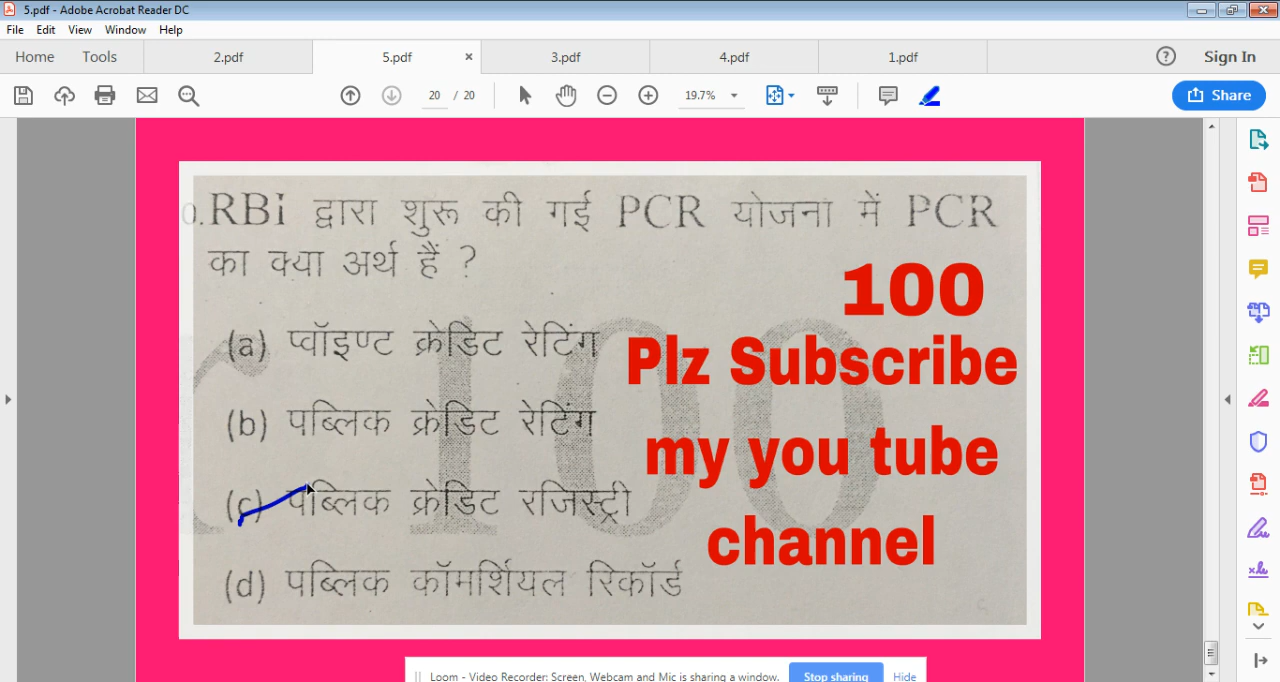 5.pdf - Adobe Acrobat Reader DC
File Edit View Window Help
Home Tools 2.pdf 5.pdf 3.pdf 4.pdf 1.pdf Sign In
20 / 20 19.7% Share
0.RBi द्वारा शुरू की गई PCR योजना में PCR
का क्या अर्थ हैं ?
(a) प्वॉइण्ट क्रेडिट रेटिंग
(b) पब्लिक क्रेडिट रेटिंग
(c) पब्लिक क्रेडिट रजिस्ट्री
(d) पब्लिक कॉमर्शियल रिकॉर्ड
100
100
Plz Subscribe
my you tube
channel
Loom - Video Recorder: Screen, Webcam and Mic is sharing a window. Stop sharing Hide